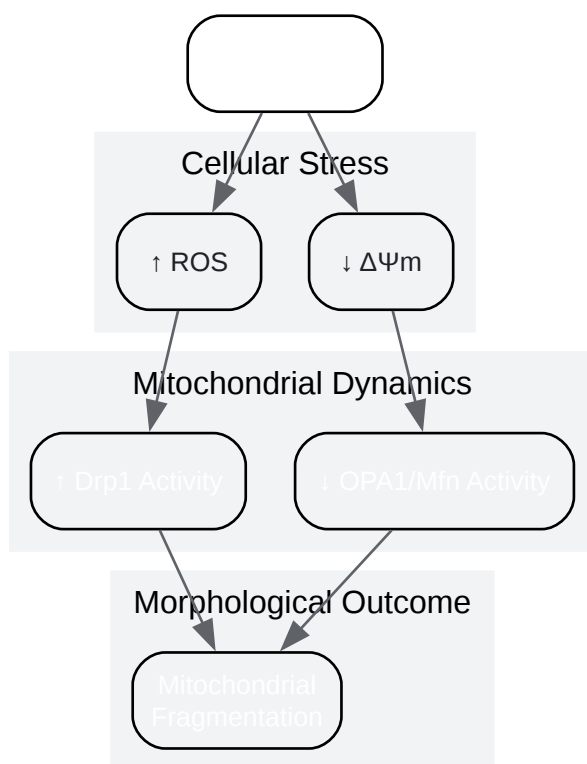 Cellular Stress
↑ ROS
↓ ΔΨm
Mitochondrial Dynamics
↑ Drp1 Activity
↓ OPA1/Mfn Activity
Morphological Outcome
Mitochondrial
Fragmentation